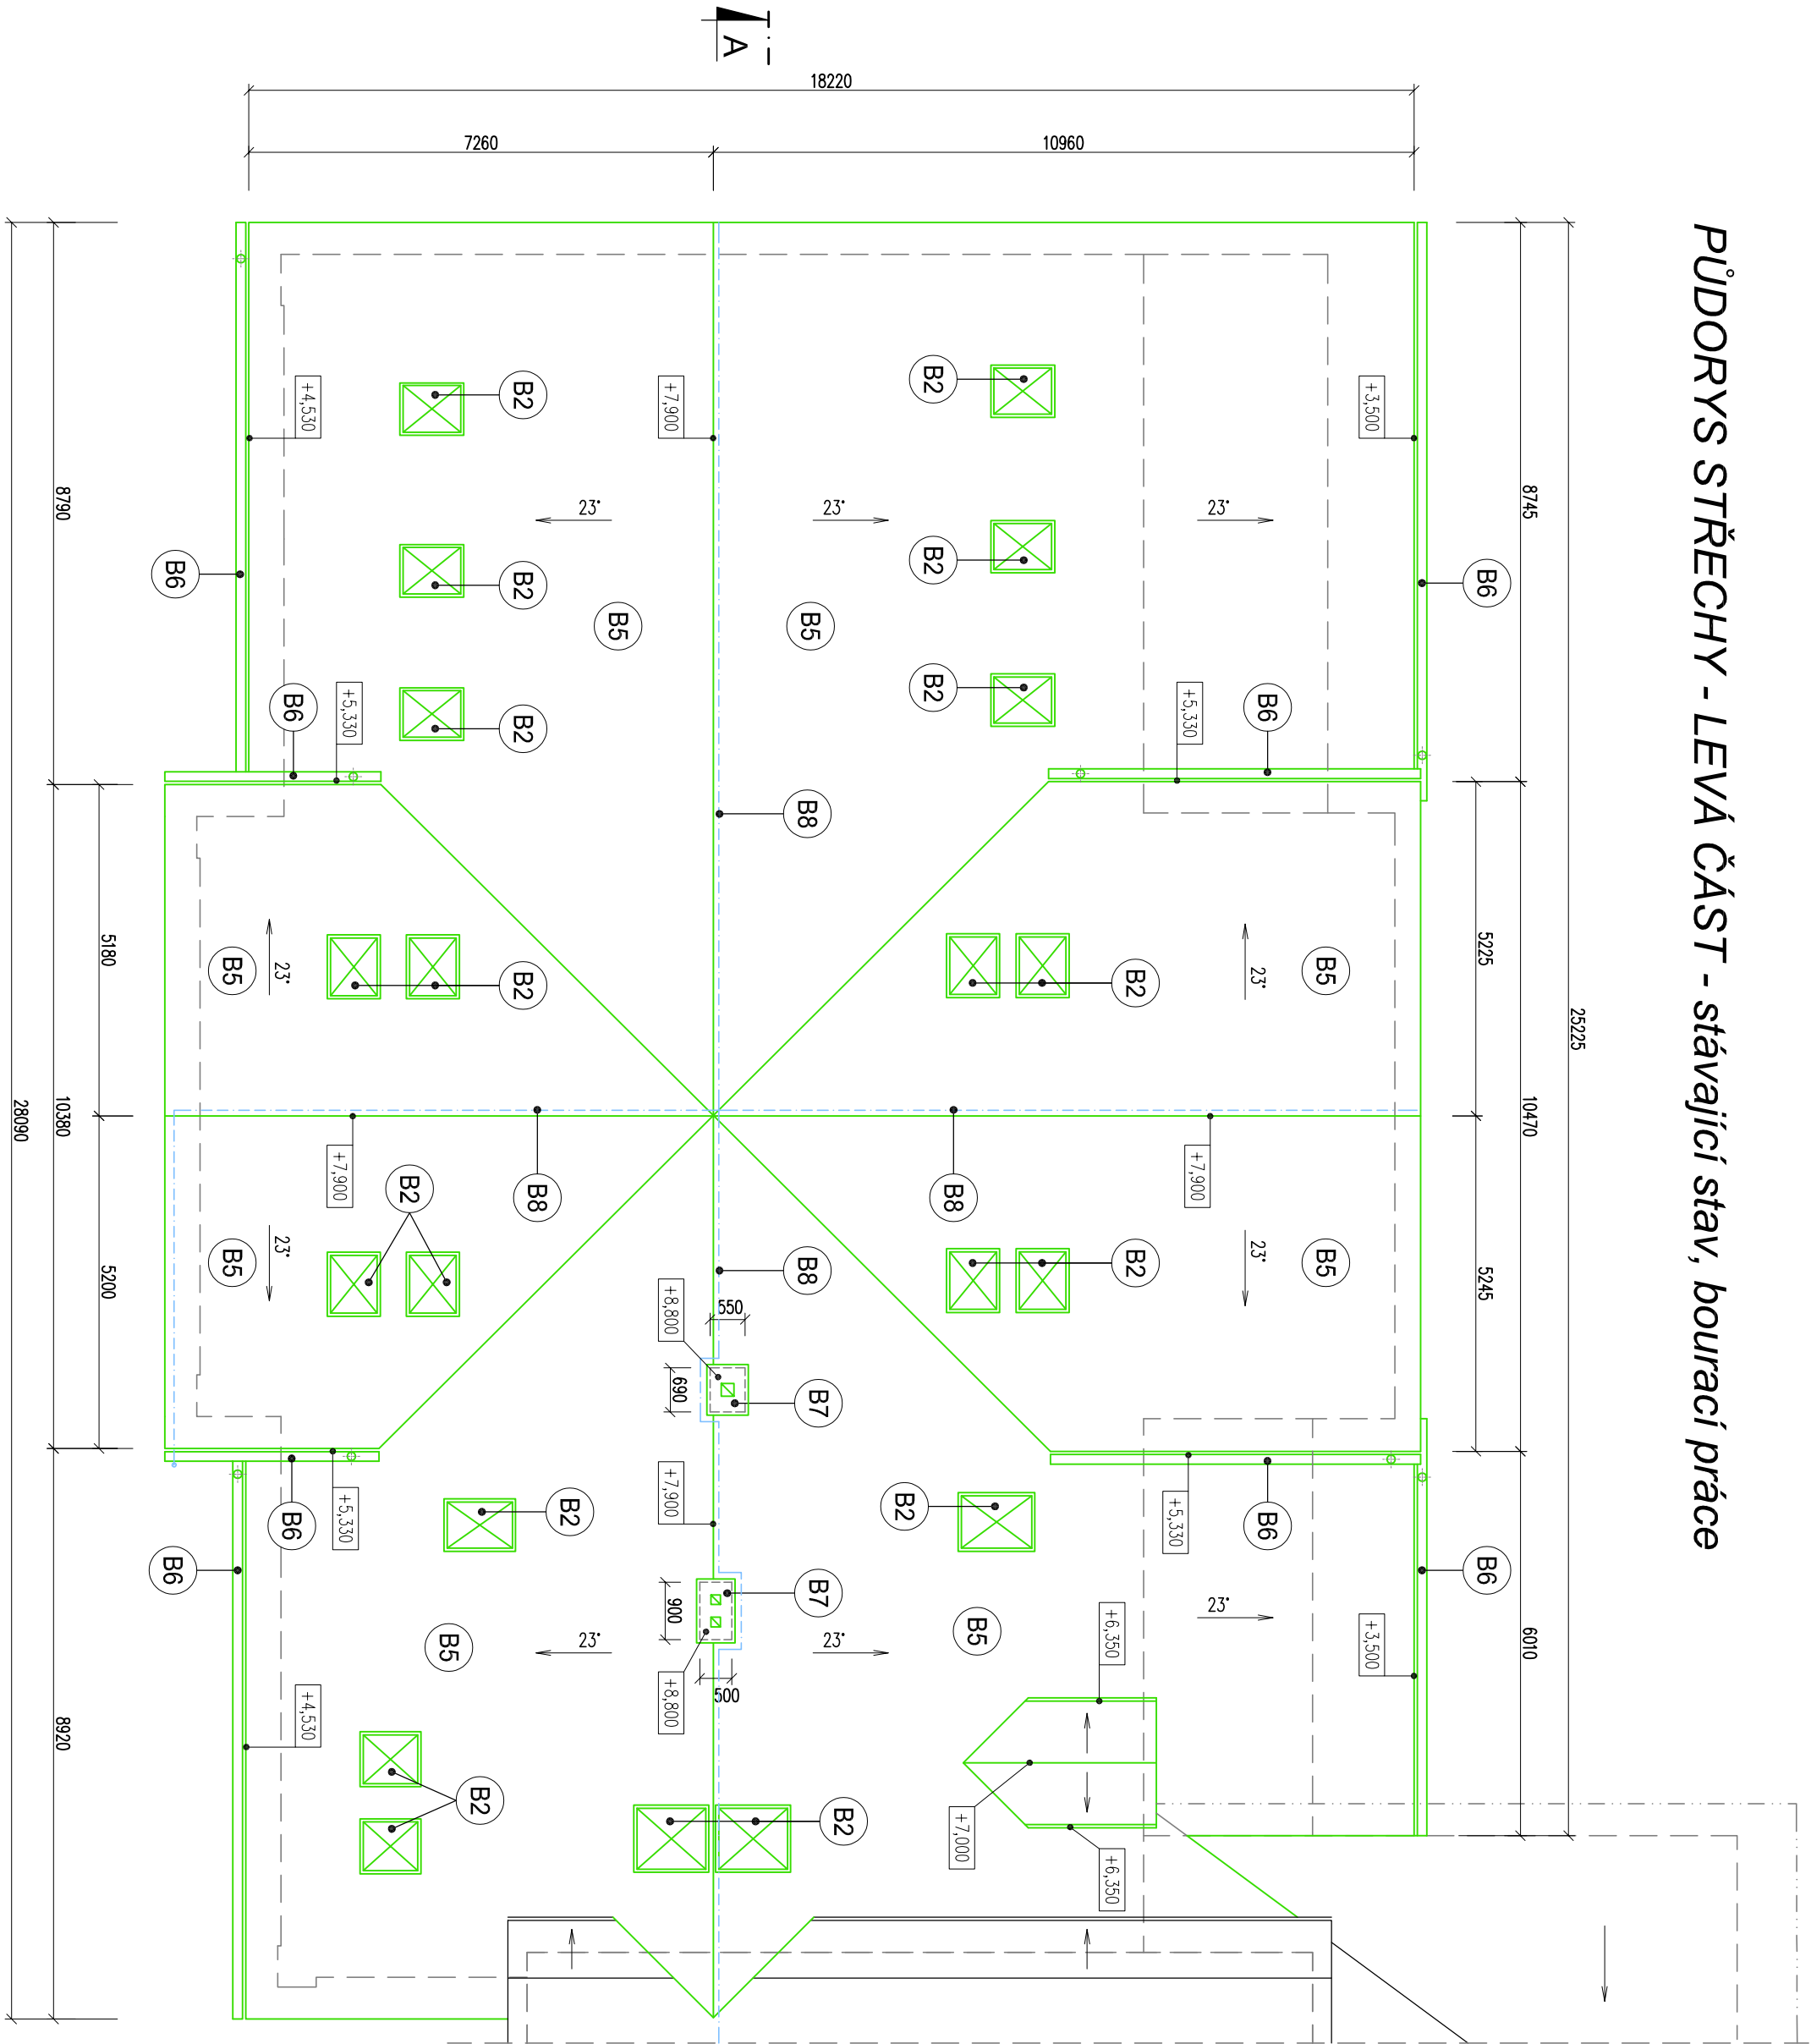 PŮDORYS STŘECHY - LEVÁ ČÁST - stávající stav, bourací práce
A
25225
8745
10470
6010
5225
5245
18220
7260
10960
B6
B6
+3,500
+3,500
B5
B5
23°
23°
23°
23°
B6
B6
+5,330
+5,330
+7,900
B2
B2
B2
B2
B2
B2
+6,350
+6,350
+7,000
B8
B5
B2
B5
23°
23°
B8
B8
B7
B7
B2
550
690
900
500
+8,800
+8,800
+7,900
+7,900
B5
23°
23°
B2
B2
B2
B2
B8
B2
B2
B2
B5
+7,900
+5,330
+5,330
B6
B6
+4,530
+4,530
23°
23°
B5
B5
B6
B6
5180
5200
8790
10380
8920
28090